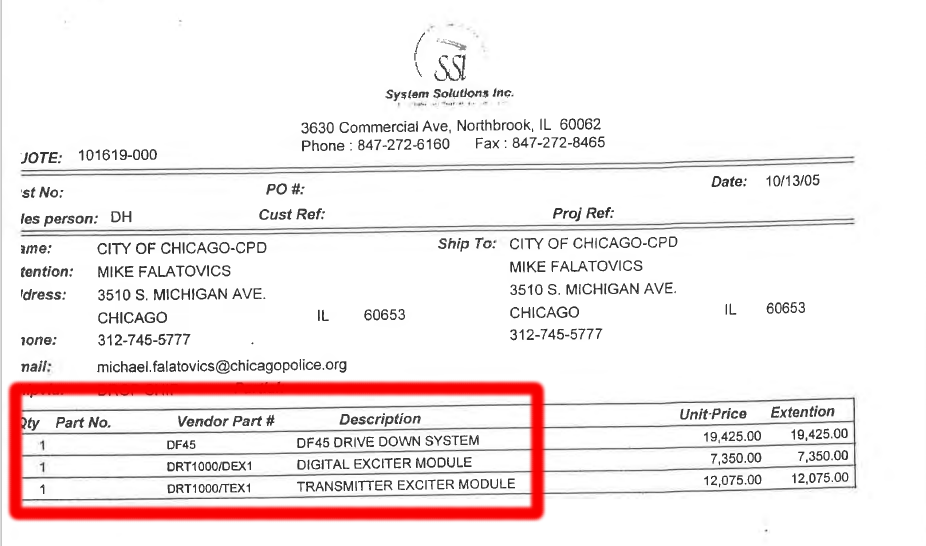 SSI
System Solutions Inc.
3630 Commercial Ave, Northbrook, IL 60062
Phone : 847-272-6160 Fax : 847-272-8465
UOTE: 101619-000
st No: PO #: Date: 10/13/05
les person: DH Cust Ref: Proj Ref:
ame: CITY OF CHICAGO-CPD Ship To: CITY OF CHICAGO-CPD
tention: MIKE FALATOVICS MIKE FALATOVICS
dress: 3510 S. MICHIGAN AVE. 3510 S. MICHIGAN AVE.
CHICAGO IL 60653 CHICAGO IL 60653
hone: 312-745-5777 312-745-5777
mail: michael.falatovics@chicagopolice.org
Qty Part No. Vendor Part # Description Unit-Price Extention
1 DF45 DF45 DRIVE DOWN SYSTEM 19,425.00 19,425.00
1 DRT1000/DEX1 DIGITAL EXCITER MODULE 7,350.00 7,350.00
1 DRT1000/TEX1 TRANSMITTER EXCITER MODULE 12,075.00 12,075.00